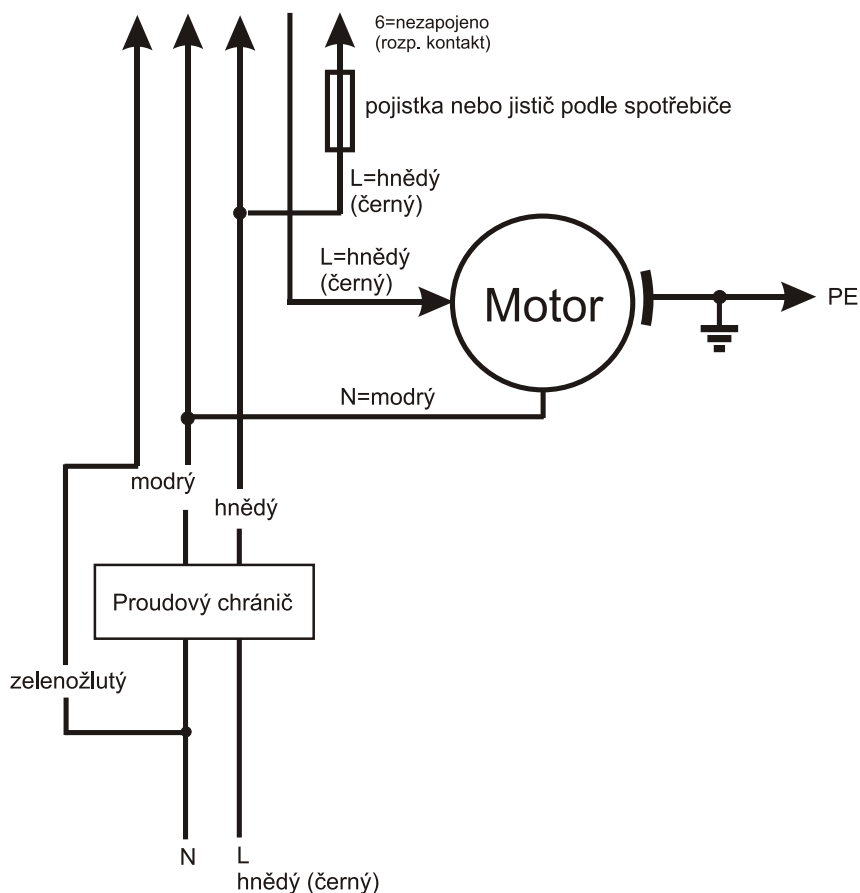 6=nezapojeno
(rozp. kontakt)
pojistka nebo jistič podle spotřebiče
L=hnědý
(černý)
L=hnědý
(černý)
Motor
PE
N=modrý
modrý
hnědý
Proudový chránič
zelenožlutý
N
L
hnědý (černý)